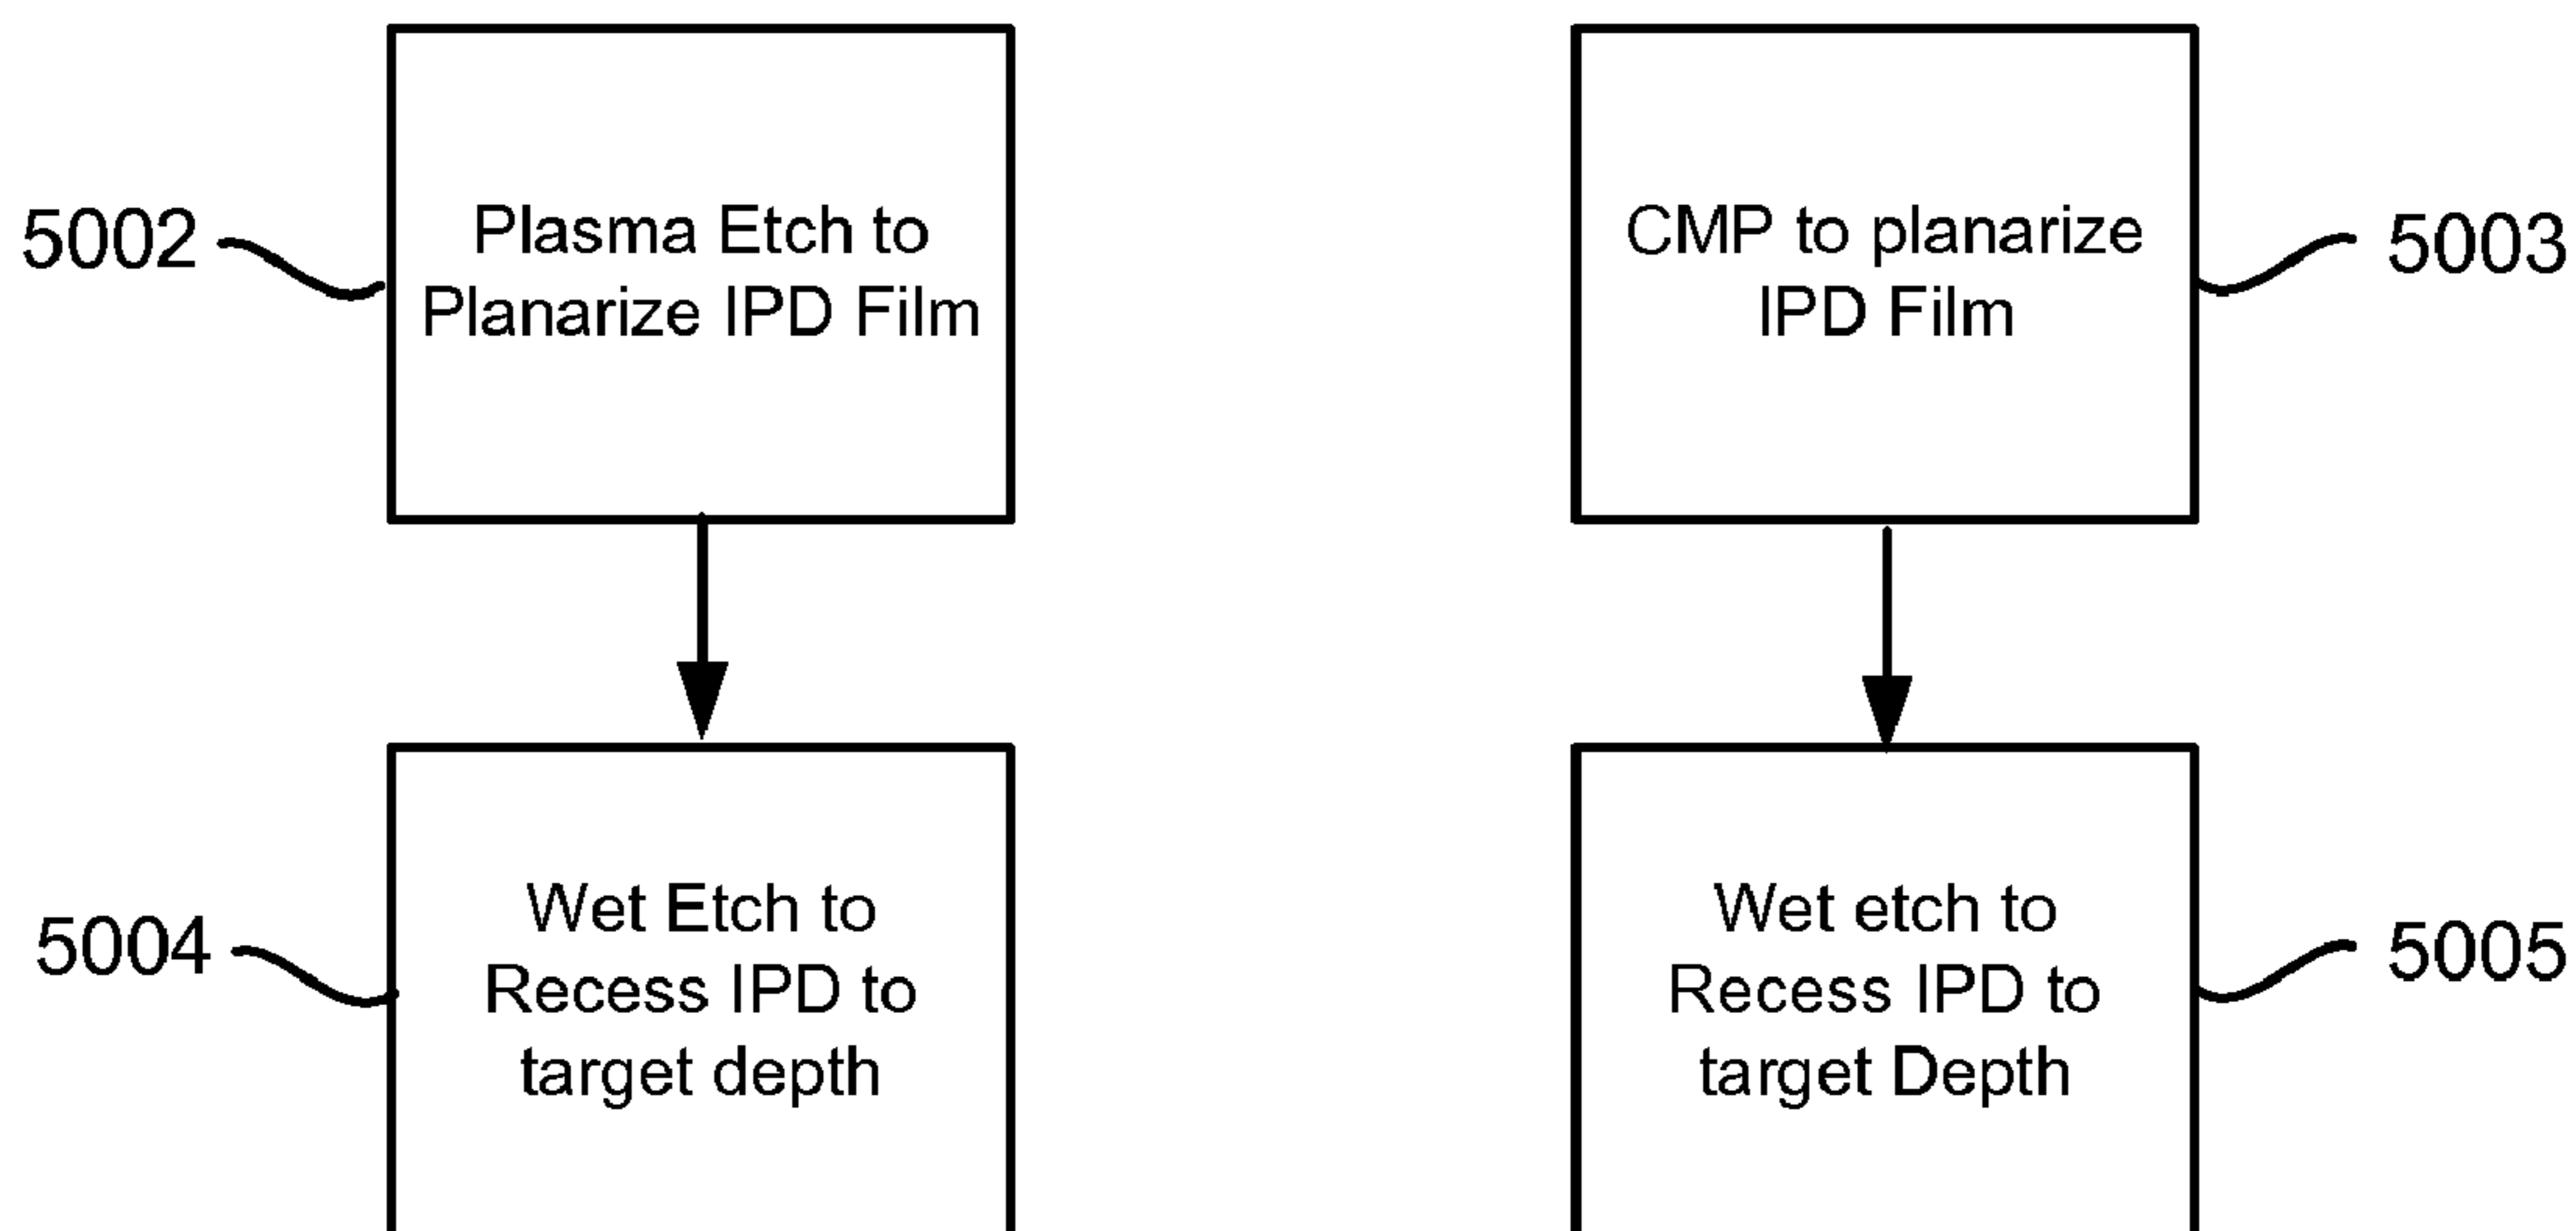 5002
Plasma Etch to
Planarize IPD Film
CMP to planarize
IPD Film
5003
5004
Wet Etch to
Recess IPD to
target depth
Wet etch to
Recess IPD to
target Depth
5005